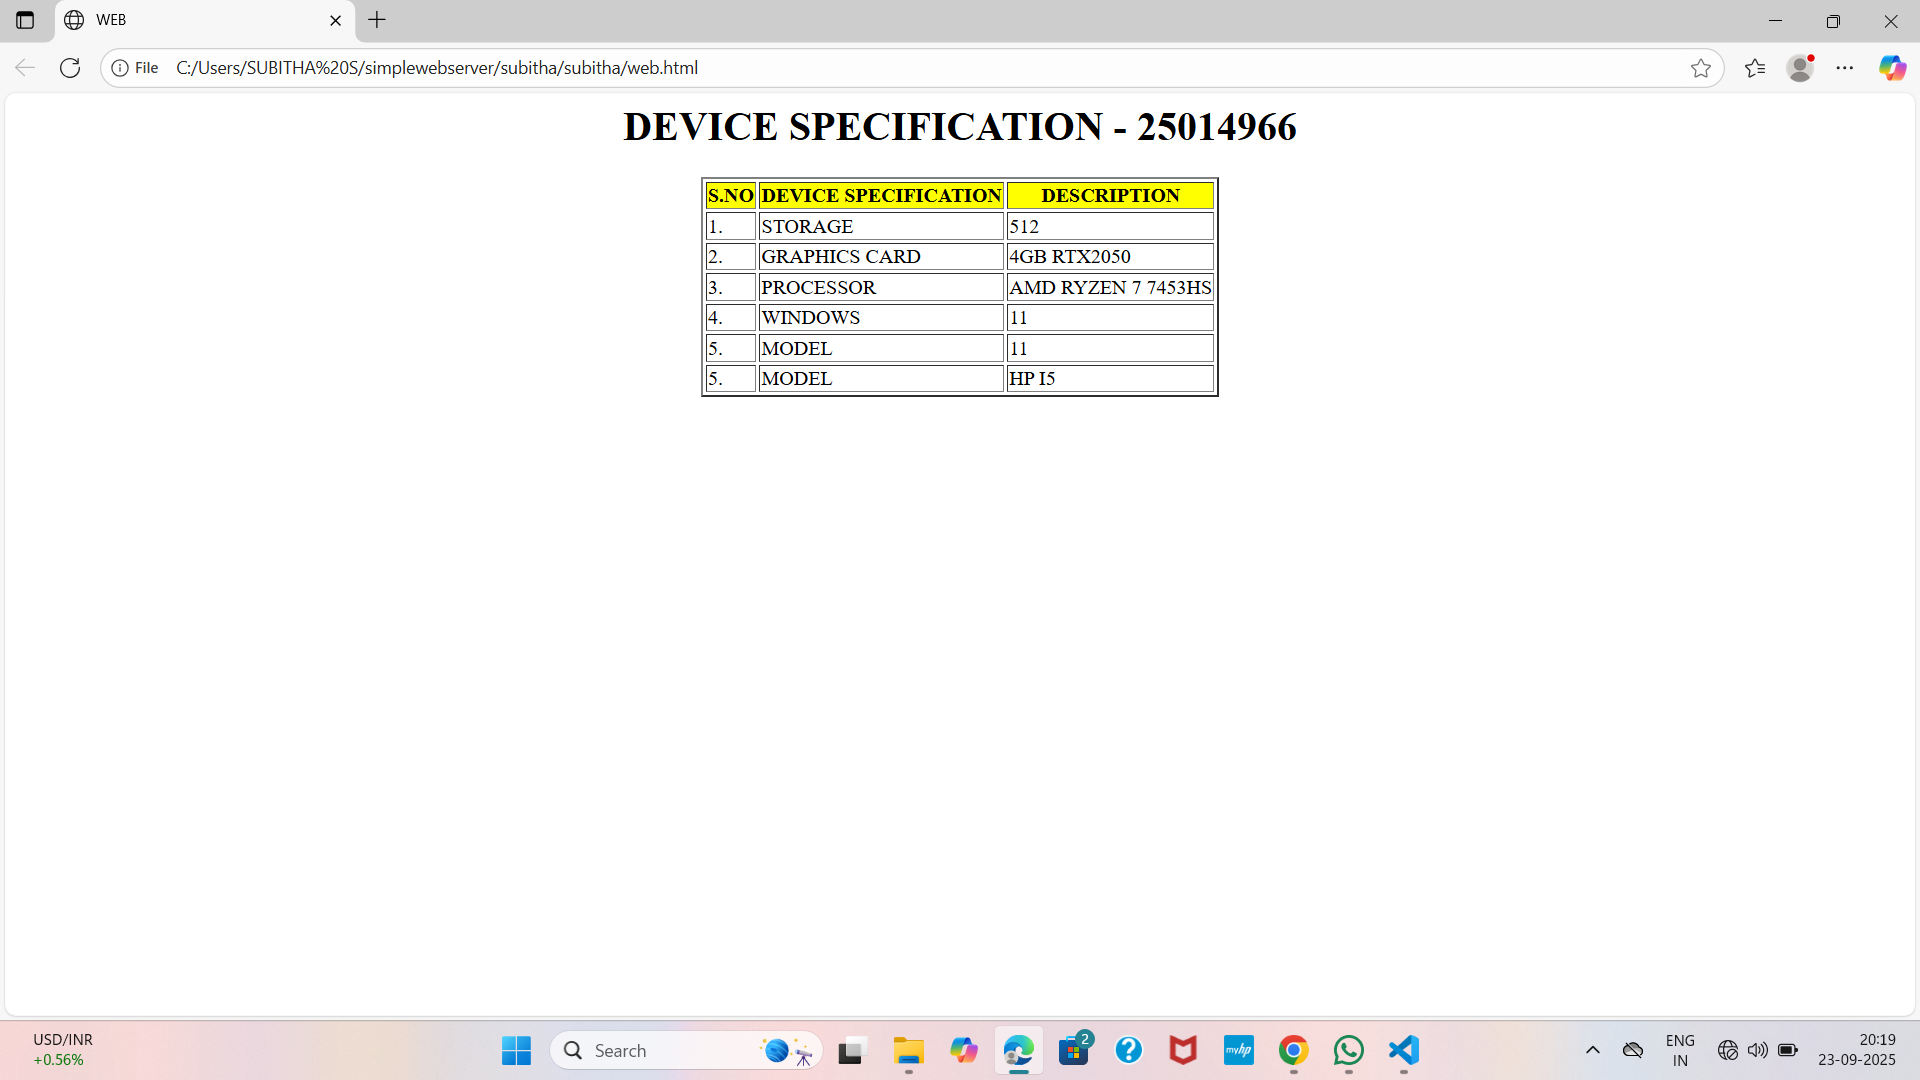 WEB
File C:/Users/SUBITHA%20S/simplewebserver/subitha/subitha/web.html
DEVICE SPECIFICATION - 25014966
S.NO DEVICE SPECIFICATION DESCRIPTION
1. STORAGE 512
2. GRAPHICS CARD 4GB RTX2050
3. PROCESSOR AMD RYZEN 7 7453HS
4. WINDOWS 11
5. MODEL 11
5. MODEL HP I5
USD/INR
+0.56%
Search
2
myhp
ENG
IN
20:19
23-09-2025